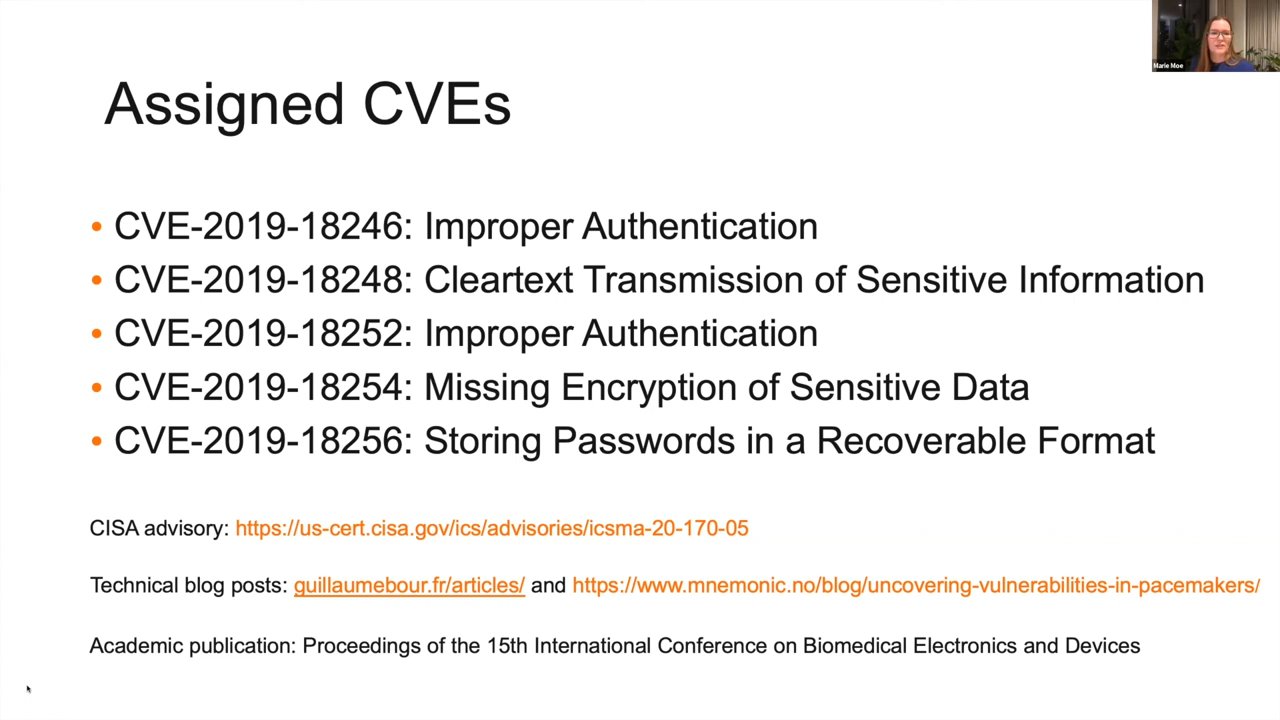 Marie Moe
Assigned CVEs
• CVE-2019-18246: Improper Authentication
• CVE-2019-18248: Cleartext Transmission of Sensitive Information
• CVE-2019-18252: Improper Authentication
• CVE-2019-18254: Missing Encryption of Sensitive Data
• CVE-2019-18256: Storing Passwords in a Recoverable Format
CISA advisory: https://us-cert.cisa.gov/ics/advisories/icsma-20-170-05
Technical blog posts: guillaumebour.fr/articles/ and https://www.mnemonic.no/blog/uncovering-vulnerabilities-in-pacemakers/
Academic publication: Proceedings of the 15th International Conference on Biomedical Electronics and Devices